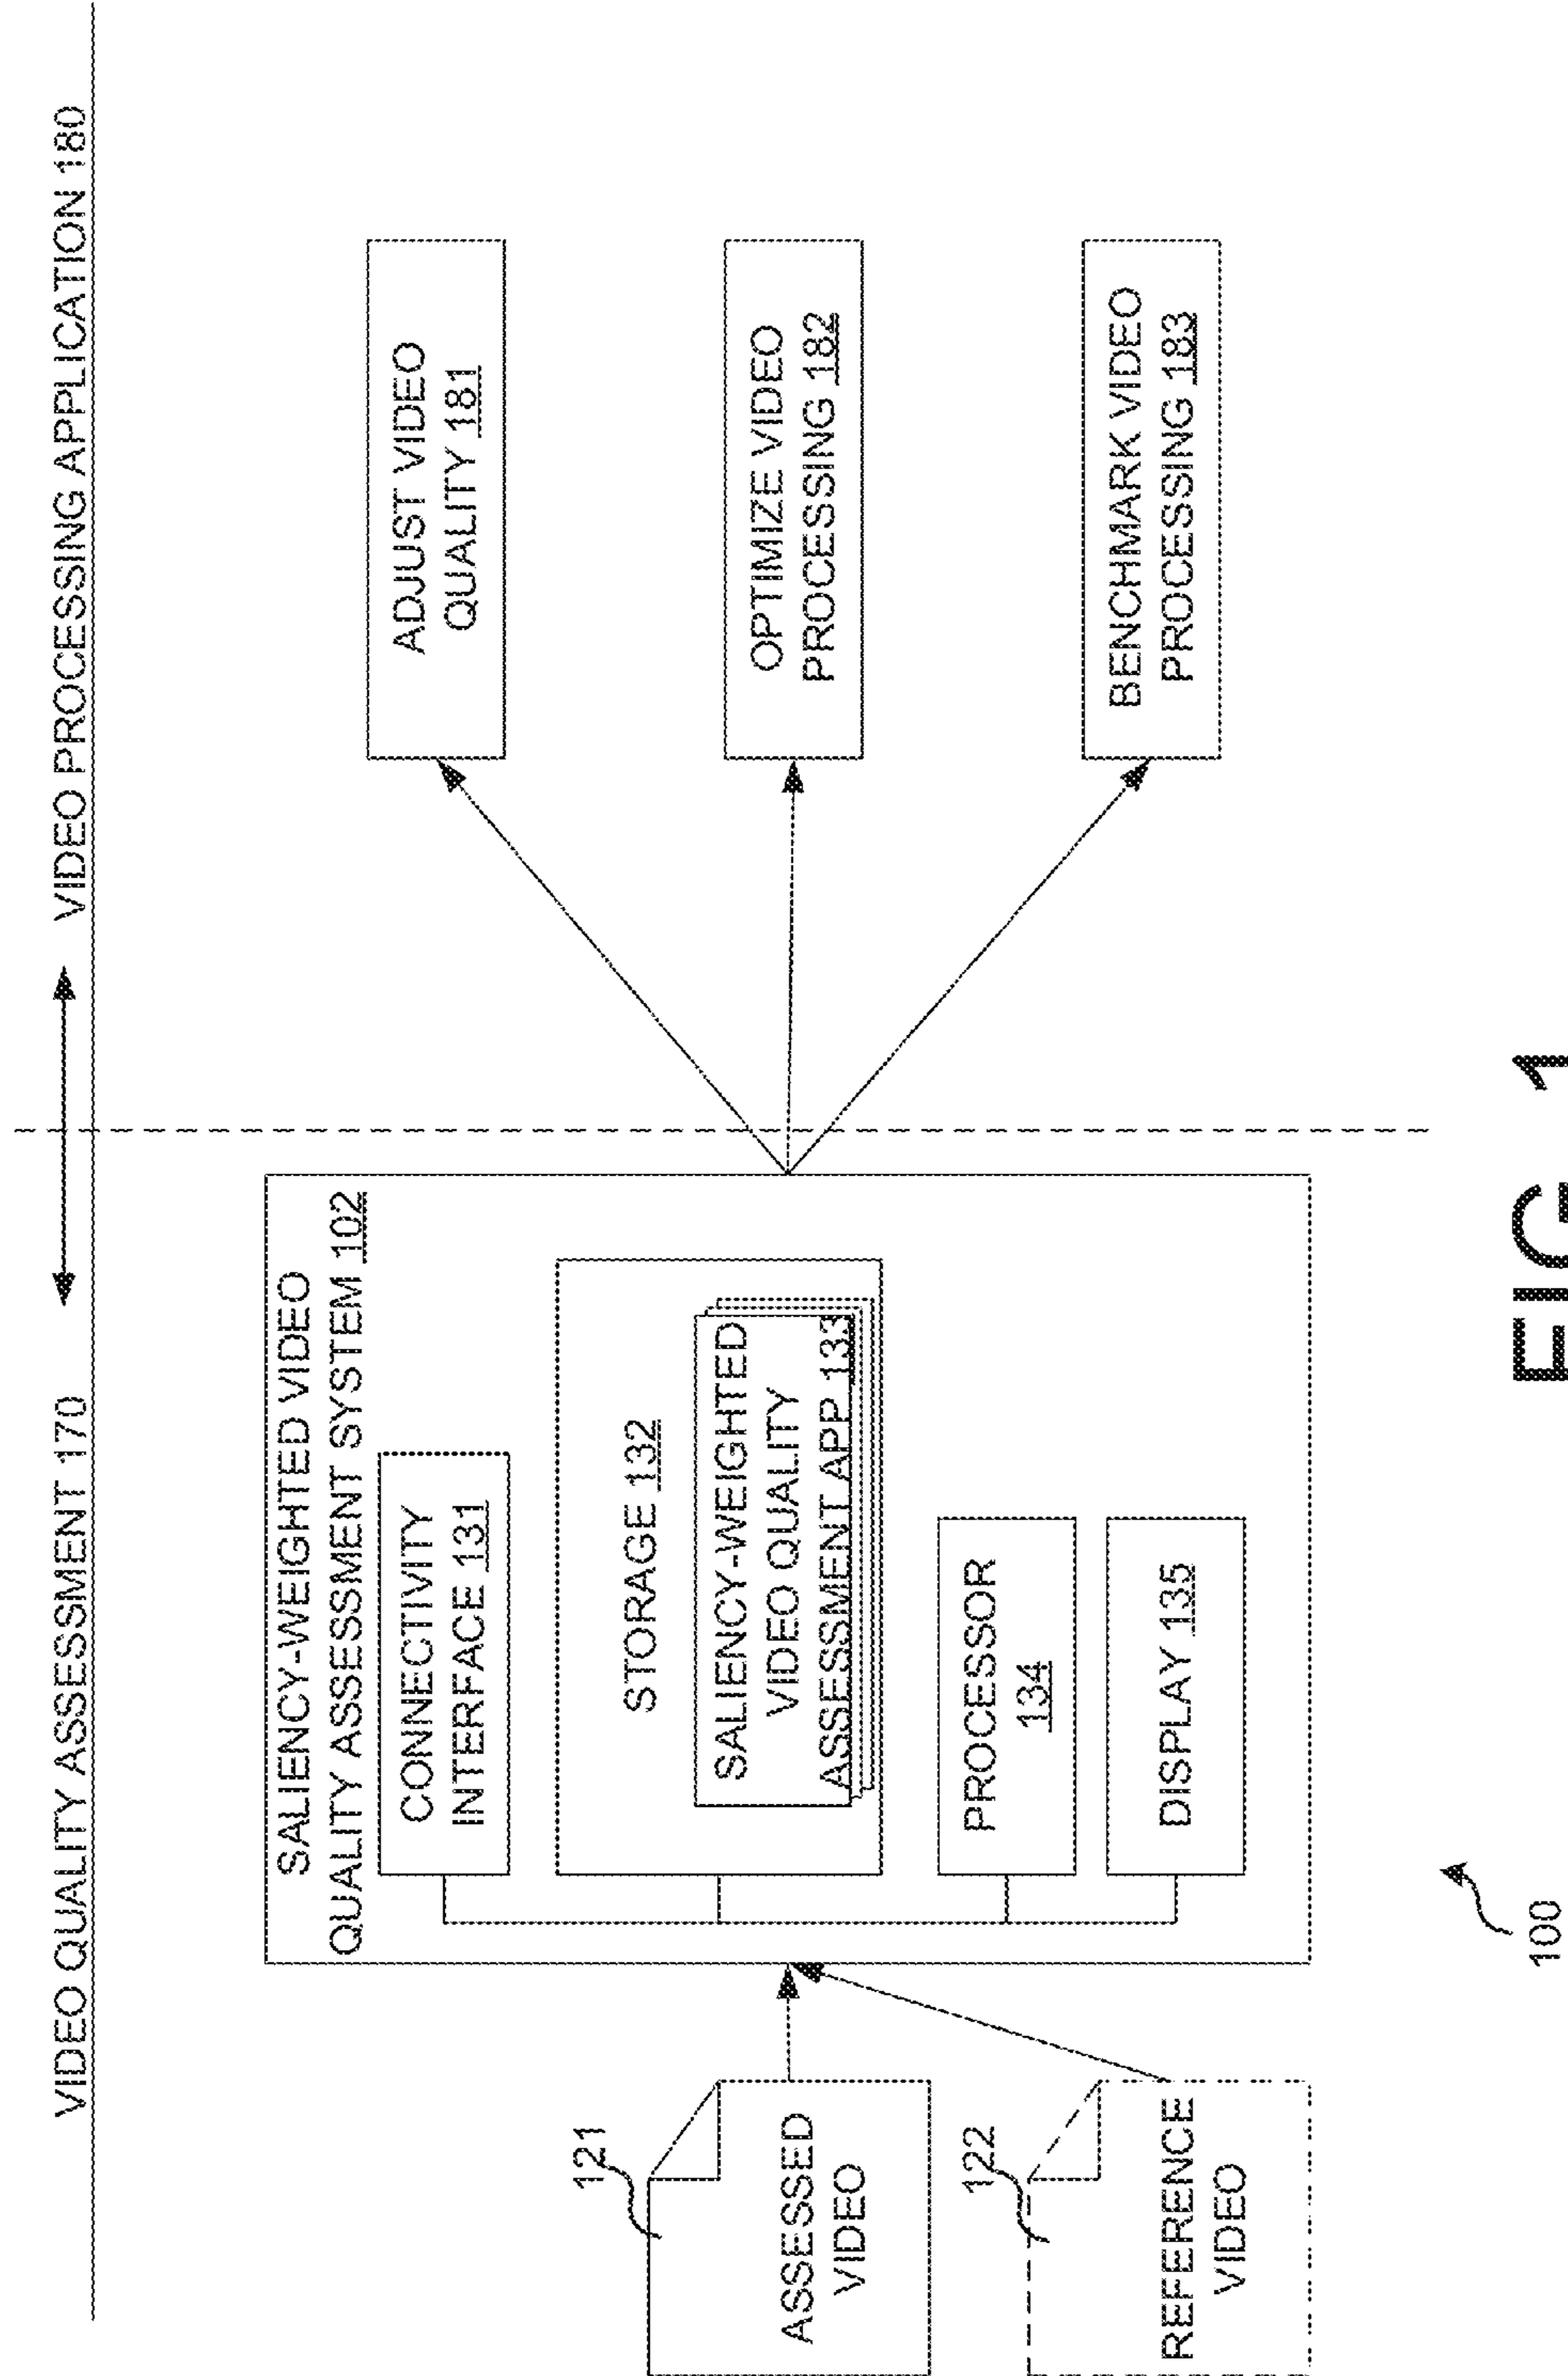 VIDEO QUALITY ASSESSMENT 170
VIDEO PROCESSING APPLICATION 180
121
ASSESSED
VIDEO
122
REFERENCE
VIDEO
SALIENCY-WEIGHTED VIDEO
QUALITY ASSESSMENT SYSTEM 102
CONNECTIVITY
INTERFACE 131
STORAGE 132
SALIENCY-WEIGHTED
VIDEO QUALITY
ASSESSMENT APP 133
PROCESSOR
134
DISPLAY 135
ADJUST VIDEO
QUALITY 181
OPTIMIZE VIDEO
PROCESSING 182
BENCHMARK VIDEO
PROCESSING 183
100
FIG 1